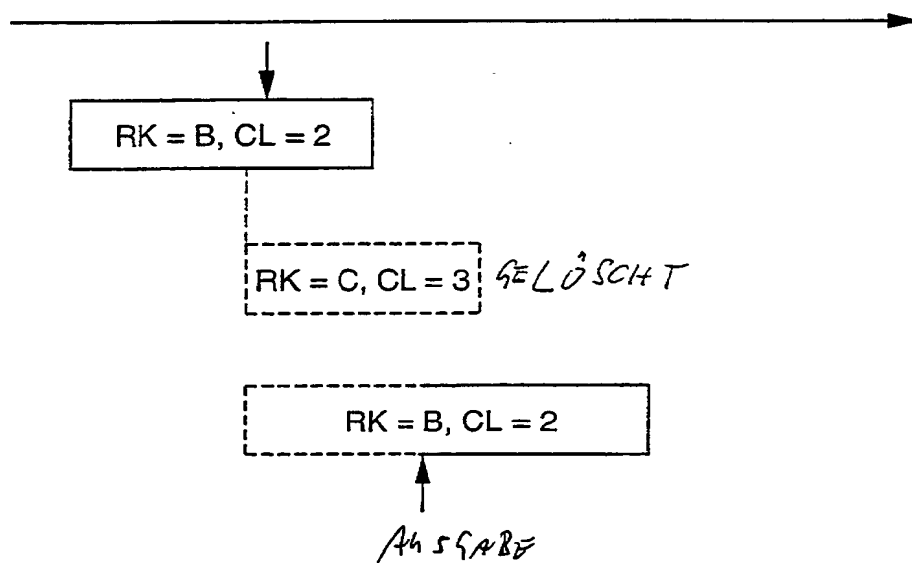 RK = B, CL = 2
RK = C, CL = 3 GELÖSCHT
RK = B, CL = 2
AUSGABE